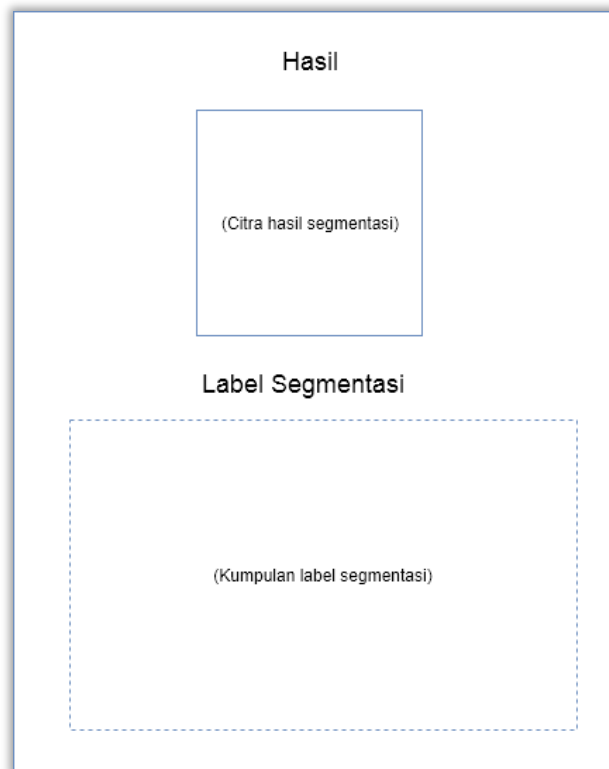 Hasil
(Citra hasil segmentasi)
Label Segmentasi
(Kumpulan label segmentasi)